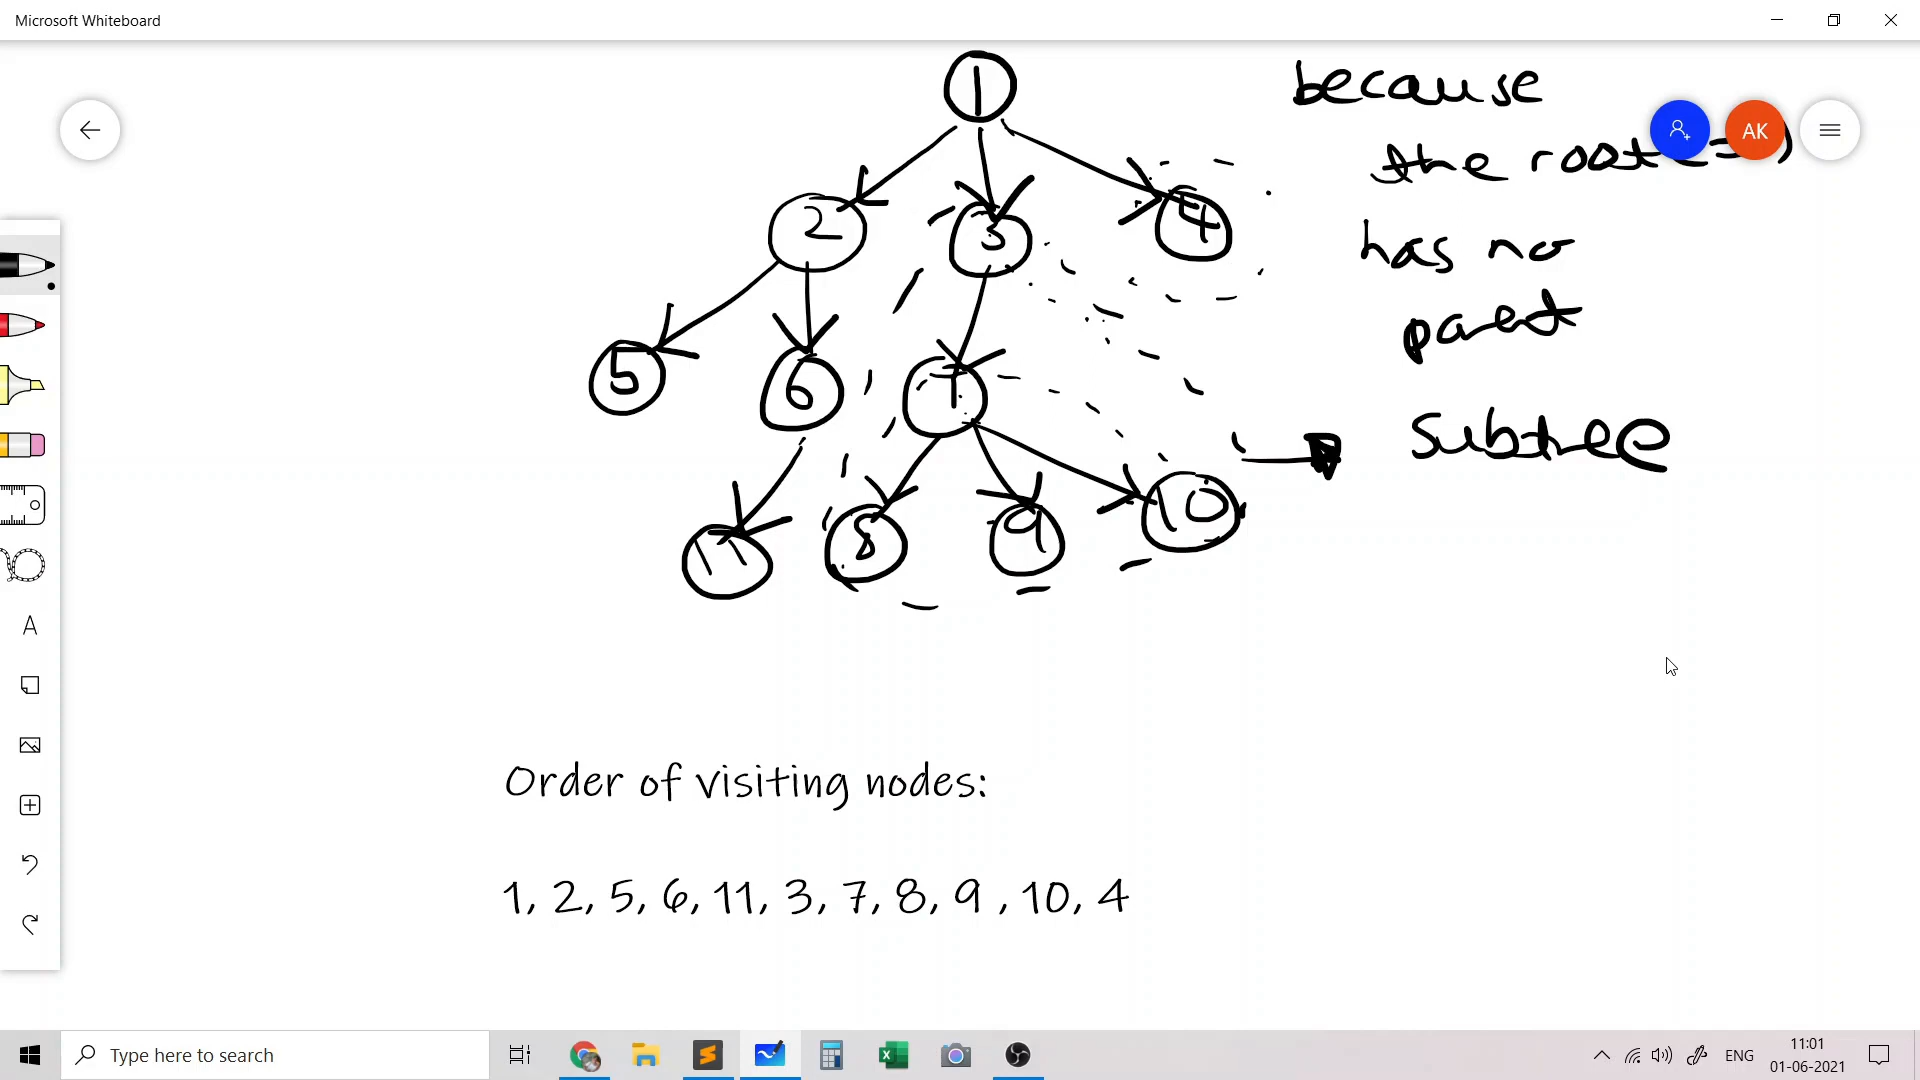 Microsoft Whiteboard
1
because
AK
the root
has no
2
3
4
parent
5
6
7
subtree
11
8
9
10
A
Order of visiting nodes:
1, 2, 5, 6, 11, 3, 7, 8, 9 , 10, 4
Type here to search
ENG
11:01
01-06-2021